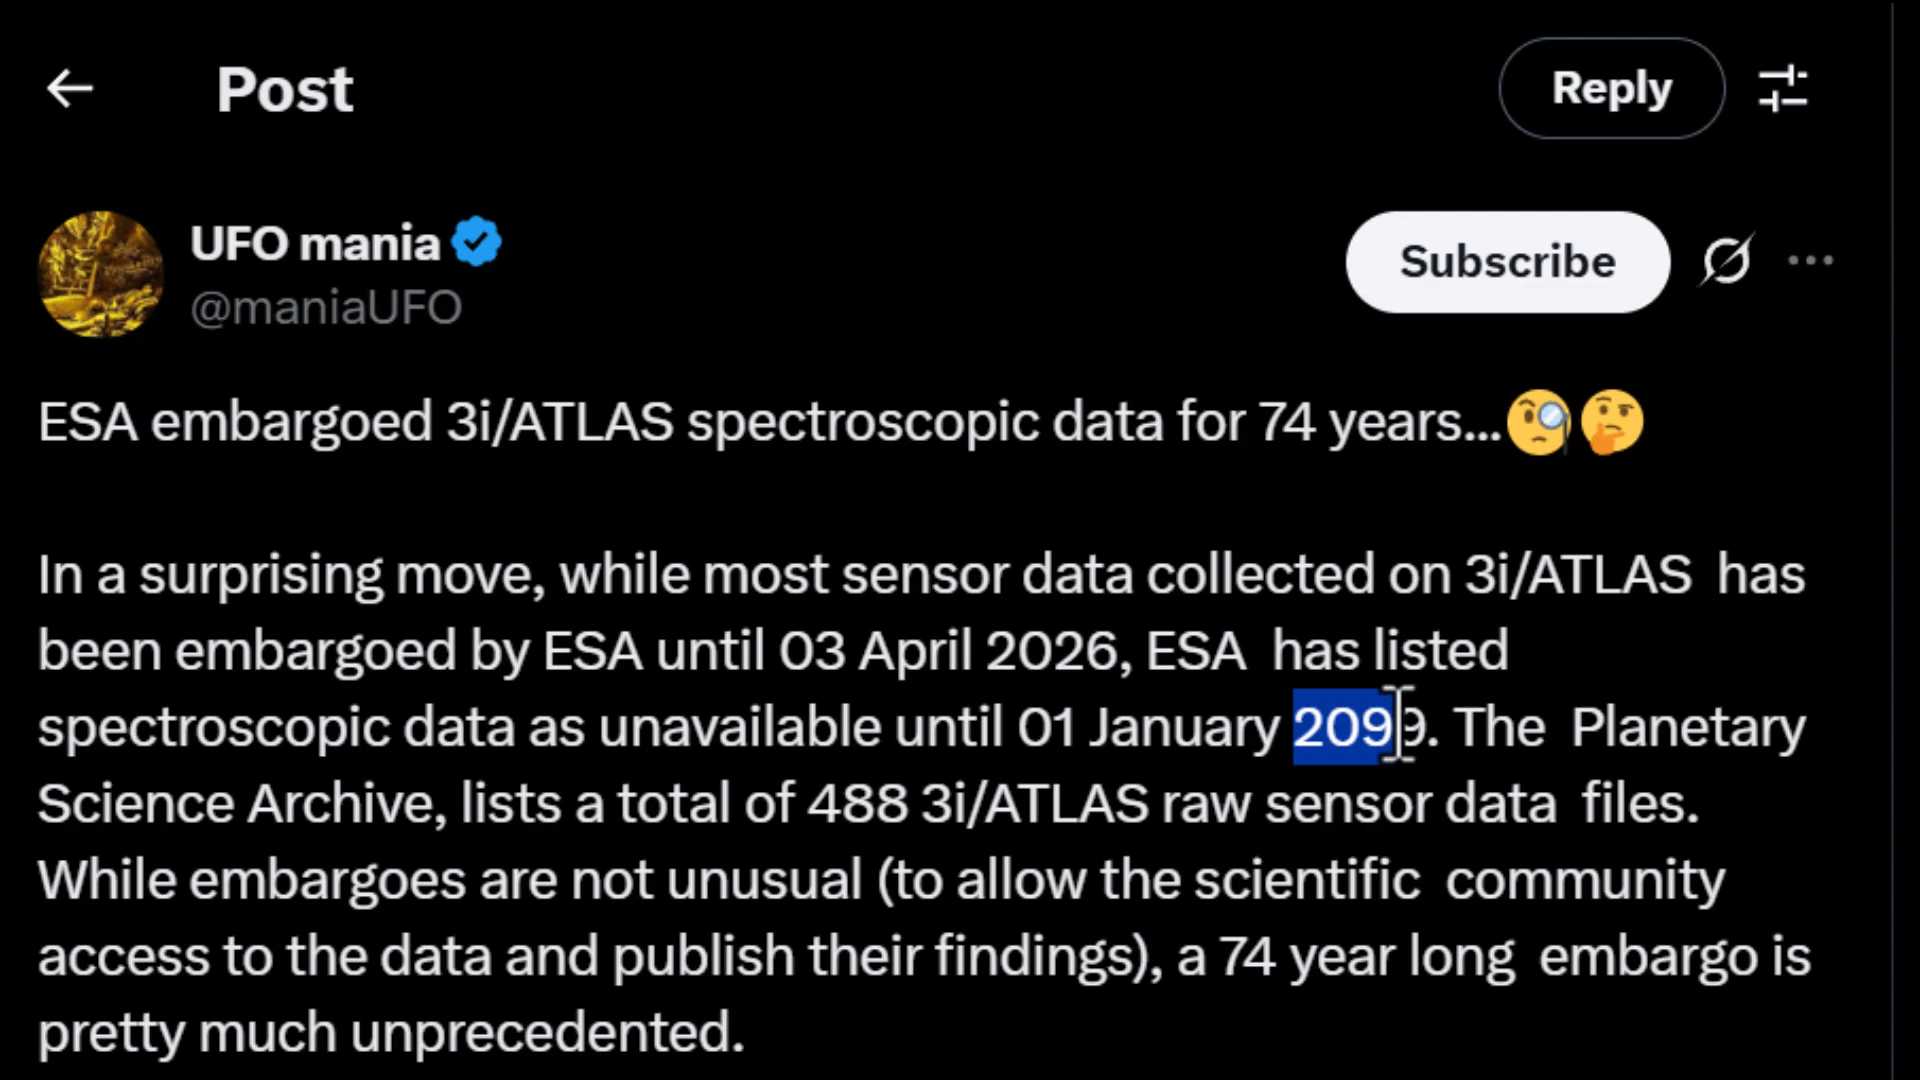 Post
Reply
UFO mania
@maniaUFO
Subscribe
ESA embargoed 3i/ATLAS spectroscopic data for 74 years...🧐🤔
In a surprising move, while most sensor data collected on 3i/ATLAS  has
been embargoed by ESA until 03 April 2026, ESA  has listed
spectroscopic data as unavailable until 01 January 2099. The  Planetary
Science Archive, lists a total of 488 3i/ATLAS raw sensor data  files.
While embargoes are not unusual (to allow the scientific  community
access to the data and publish their findings), a 74 year long  embargo is
pretty much unprecedented.